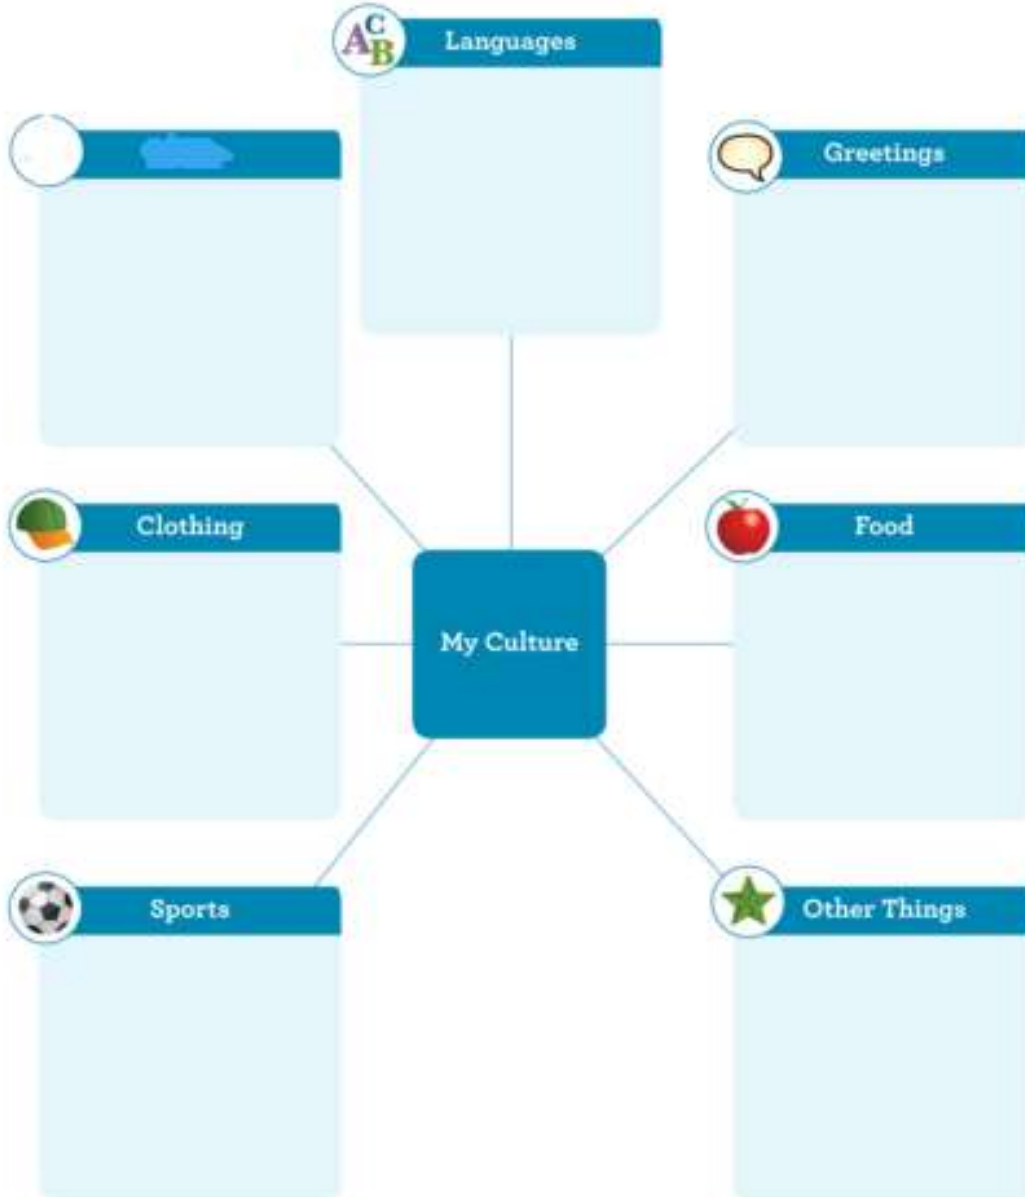 A C B
Languages
Greetings
Clothing
Food
My Culture
Sports
Other Things